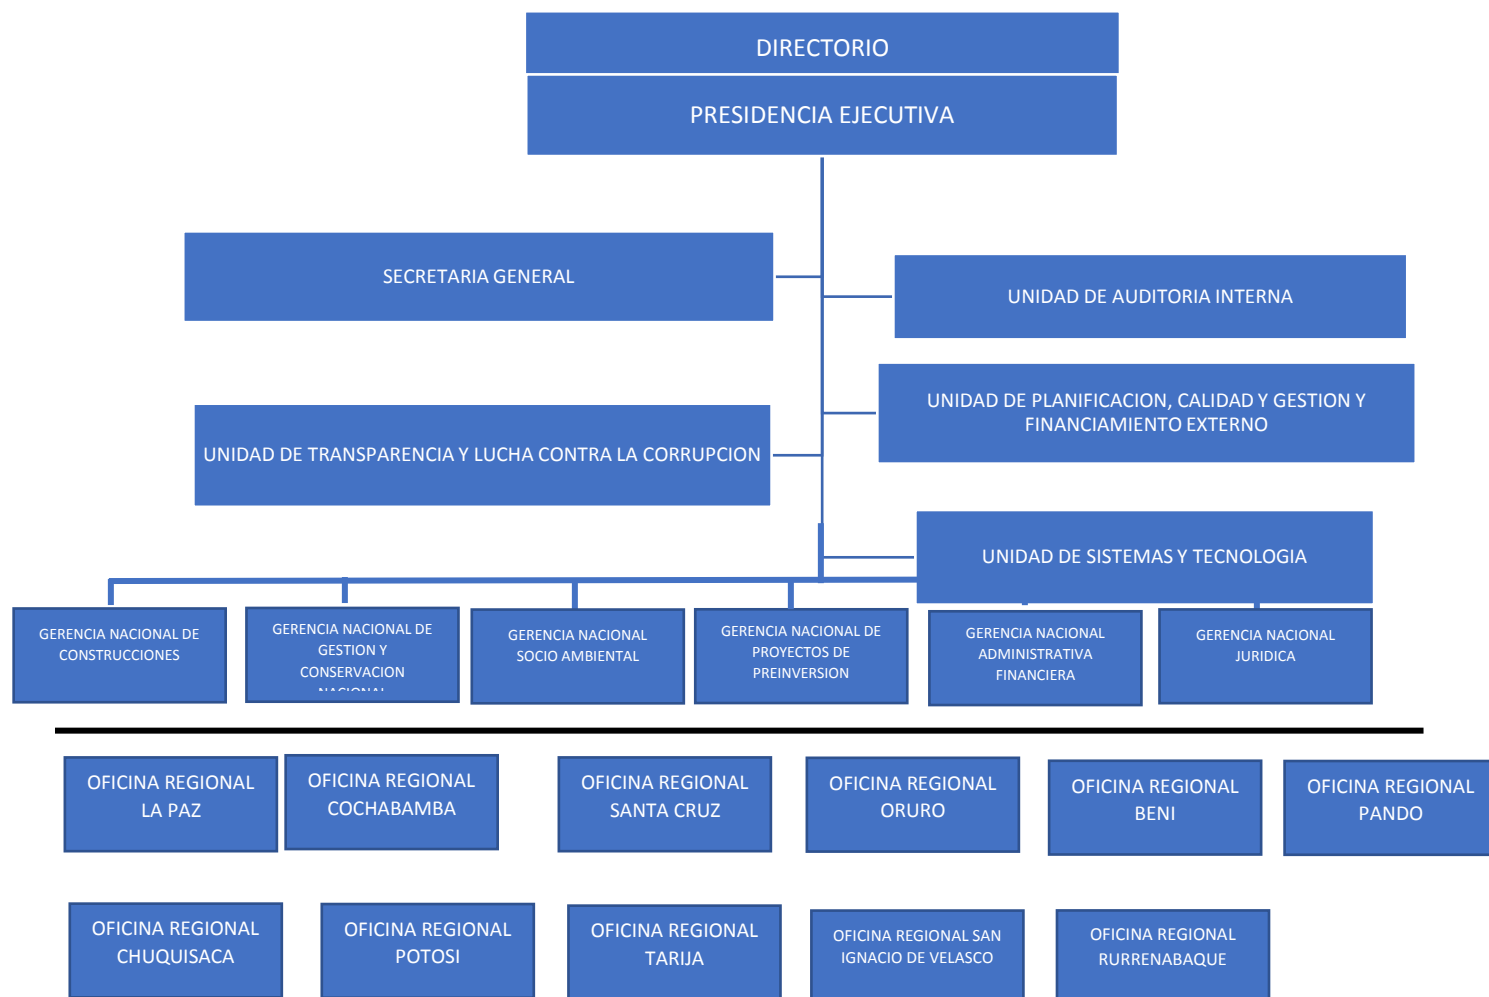 DIRECTORIO
PRESIDENCIA EJECUTIVA
SECRETARIA GENERAL
UNIDAD DE AUDITORIA INTERNA
UNIDAD DE PLANIFICACION, CALIDAD Y GESTION Y
FINANCIAMIENTO EXTERNO
UNIDAD DE TRANSPARENCIA Y LUCHA CONTRA LA CORRUPCION
UNIDAD DE SISTEMAS Y TECNOLOGIA
GERENCIA NACIONAL DE
CONSTRUCCIONES
GERENCIA NACIONAL DE
GESTION Y
CONSERVACION
NACIONAL
GERENCIA NACIONAL
SOCIO AMBIENTAL
GERENCIA NACIONAL DE
PROYECTOS DE
PREINVERSION
GERENCIA NACIONAL
ADMINISTRATIVA
FINANCIERA
GERENCIA NACIONAL
JURIDICA
OFICINA REGIONAL
LA PAZ
OFICINA REGIONAL
COCHABAMBA
OFICINA REGIONAL
SANTA CRUZ
OFICINA REGIONAL
ORURO
OFICINA REGIONAL
BENI
OFICINA REGIONAL
PANDO
OFICINA REGIONAL
CHUQUISACA
OFICINA REGIONAL
POTOSI
OFICINA REGIONAL
TARIJA
OFICINA REGIONAL SAN
IGNACIO DE VELASCO
OFICINA REGIONAL
RURRENABAQUE